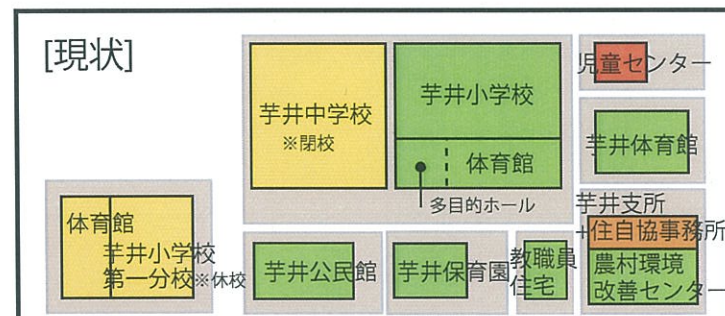 [現状]
芋井中学校
※閉校
芋井小学校
体育館
多目的ホール
児童センター
芋井体育館
体育館
芋井小学校
第一分校※休校
芋井公民館
芋井保育園
教職員
住宅
芋井支所
+住自協事務所
農村環境
改善センター